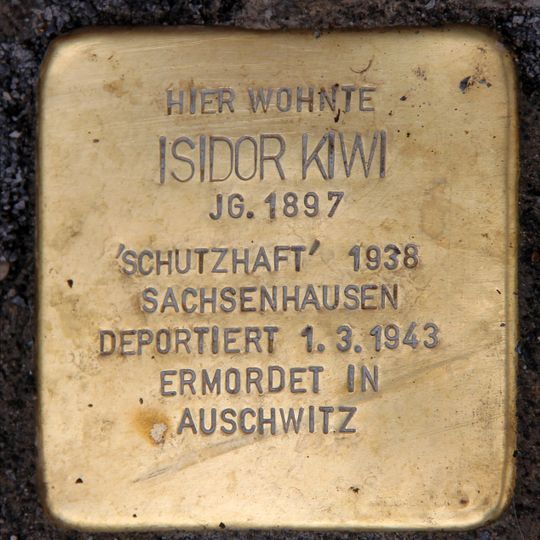 HIER WOHNTE
ISIDOR KIWI
JG. 1897
'SCHUTZHAFT' 1938
SACHSENHAUSEN
DEPORTIERT 1.3.1943
ERMORDET IN
AUSCHWITZ